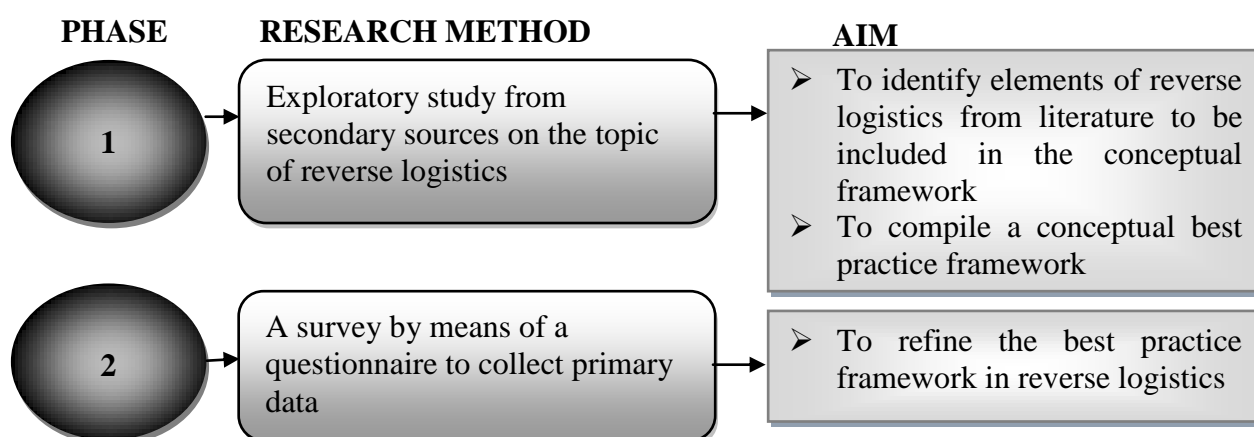 PHASE RESEARCH METHOD AIM
1
Exploratory study from
secondary sources on the topic
of reverse logistics
➢ To identify elements of reverse
logistics from literature to be
included in the conceptual
framework
➢ To compile a conceptual best
practice framework
2
A survey by means of a
questionnaire to collect primary
data
➢ To refine the best practice
framework in reverse logistics